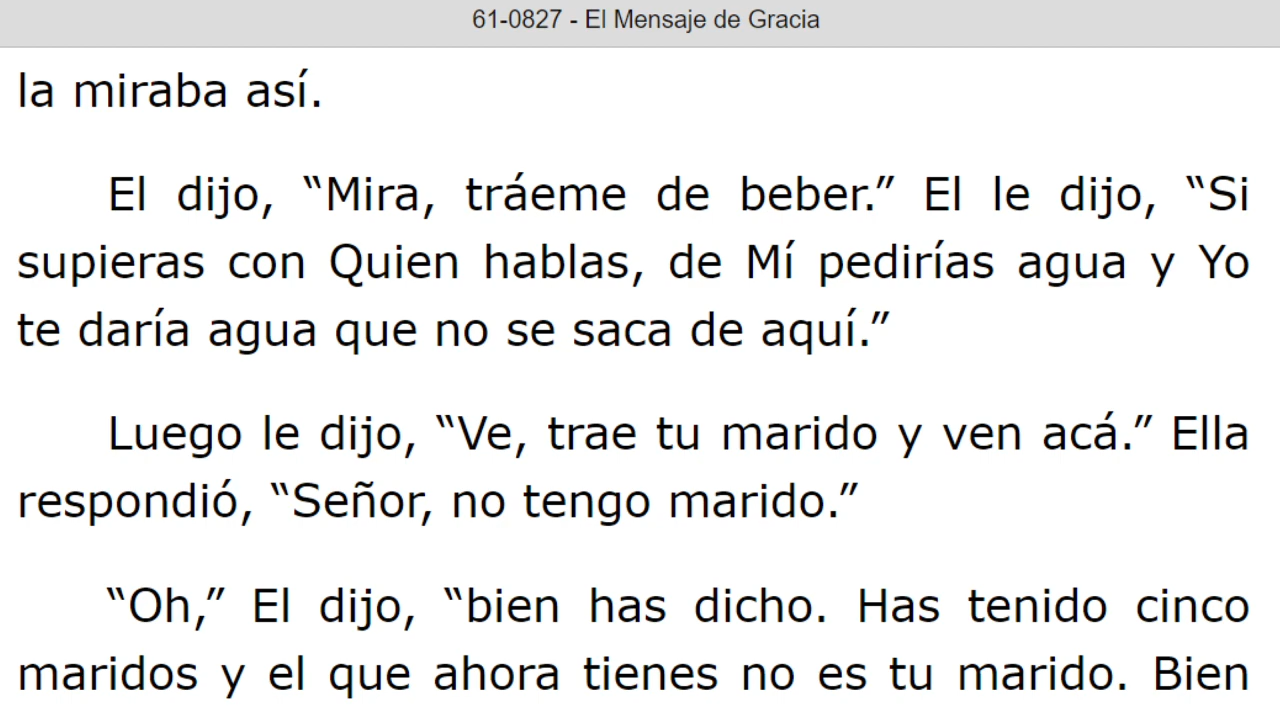 61-0827 - El Mensaje de Gracia
la miraba así.
El dijo, “Mira, tráeme de beber.” El le dijo, “Si
supieras con Quien hablas, de Mí pedirías agua y Yo
te daría agua que no se saca de aquí.”
Luego le dijo, “Ve, trae tu marido y ven acá.” Ella
respondió, “Señor, no tengo marido.”
“Oh,” El dijo, “bien has dicho. Has tenido cinco
maridos y el que ahora tienes no es tu marido. Bien